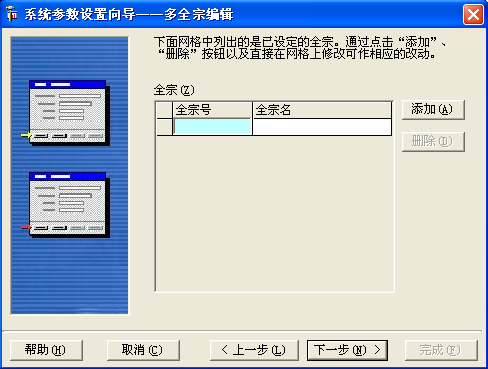 系统参数设置向导——多全宗编辑
下面网格中列出的是已设定的全宗。通过点击“添加”、
“删除”按钮以及直接在网格上修改可作相应的改动。
全宗(Z)
全宗号 全宗名
添加(A)
删除(D)
帮助(H) 取消(C) < 上一步(L) 下一步(N) > 完成(F)